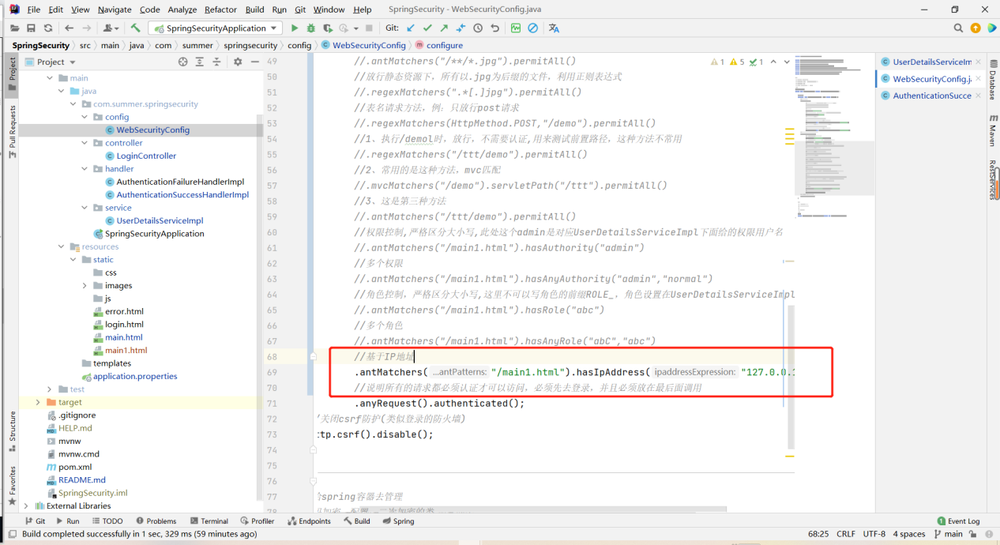 File Edit View Navigate Code Analyze Refactor Build Run Git Window Help SpringSecurity - WebSecurityConfig.java
SpringSecurityApplication Git:
SpringSecurity src main java com summer springsecurity config WebSecurityConfig configure
Project
main
java
com.summer.springsecurity
config
WebSecurityConfig
controller
LoginController
handler
AuthenticationFailureHandlerImpl
AuthenticationSuccessHandlerImpl
service
UserDetailsServiceImpl
SpringSecurityApplication
resources
static
css
images
js
error.html
login.html
main.html
main1.html
templates
application.properties
test
target
.gitignore
HELP.md
mvnw
mvnw.cmd
pom.xml
README.md
SpringSecurity.iml
External Libraries
Project
Pull Requests
Structure
Favorites
49 //.antMatchers("/**/*.jpg").permitAll()
50 //放行静态资源下，所有以.jpg为后缀的文件，利用正则表达式
51 //.regexMatchers(".*[.]jpg").permitAll()
52 //表名请求方法，例：只放行post请求
53 //.regexMatchers(HttpMethod.POST,"/demo").permitAll()
54 //1、执行/demol时，放行，不需要认证,用来测试前置路径，这种方法不常用
55 //.regexMatchers("/ttt/demo").permitAll()
56 //2、常用的是这种方法，mvc匹配
57 //.mvcMatchers("/demo").servletPath("/ttt").permitAll()
58 //3、这是第三种方法
59 //.antMatchers("/ttt/demo").permitAll()
60 //权限控制,严格区分大小写,此处这个admin是对应UserDetailsServiceImpl下面给的权限用户名
61 //.antMatchers("/main1.html").hasAuthority("admin")
62 //多个权限
63 //.antMatchers("/main1.html").hasAnyAuthority("admin","normal")
64 //角色控制，严格区分大小写,这里不可以写角色的前缀ROLE_，角色设置在UserDetailsServiceImpl
65 //.antMatchers("/main1.html").hasRole("abc")
66 //多个角色
67 //.antMatchers("/main1.html").hasAnyRole("abC","abc")
68 //基于IP地址
69 .antMatchers( ...antPatterns: "/main1.html").hasIpAddress( ipaddressExpression: "127.0.0.1
70 //说明所有的请求都必须认证才可以访问，必须先去登录，并且必须放在最后面调用
71 .anyRequest().authenticated();
72 /关闭csrf防护(类似登录的防火墙)
73 tp.csrf().disable();
74
75
76
77 spring容器去管理
78
1 5 1
UserDetailsServiceIm
WebSecurityConfig.j
AuthenticationSucce
Database
Maven
RestServices
Git Run TODO Problems Terminal Profiler Endpoints Build Spring 1 Event Log
Build completed successfully in 1 sec, 329 ms (59 minutes ago) 68:25 CRLF UTF-8 4 spaces main